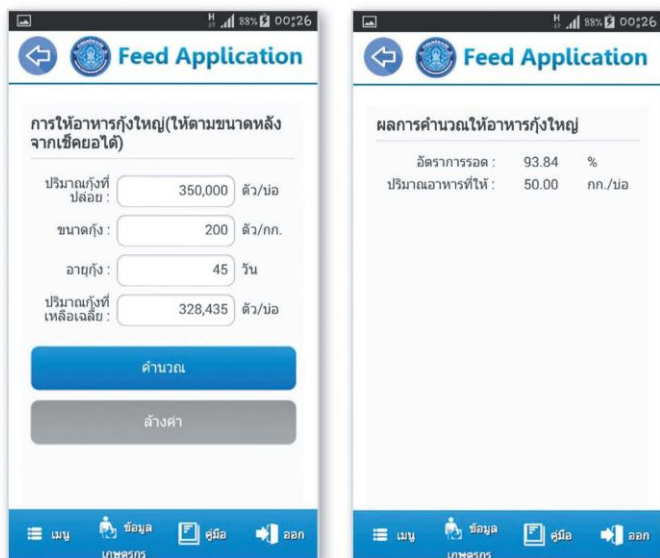 H 88% 00:26
Feed Application
การให้อาหารกุ้งใหญ่(ให้ตามขนาดหลัง
จากเช็คยอได้)
ปริมาณกุ้งที่
ปล่อย : 350,000 ตัว/บ่อ
ขนาดกุ้ง : 200 ตัว/กก.
อายุกุ้ง : 45 วัน
ปริมาณกุ้งที่
เหลือเฉลี่ย : 328,435 ตัว/บ่อ
คำนวณ
ล้างค่า
เมนู ข้อมูล คู่มือ ออก
เกษตรกร
H 88% 00:26
Feed Application
ผลการคำนวณให้อาหารกุ้งใหญ่
อัตราการรอด : 93.84 %
ปริมาณอาหารที่ให้ : 50.00 กก./บ่อ
เมนู ข้อมูล คู่มือ ออก
เกษตรกร